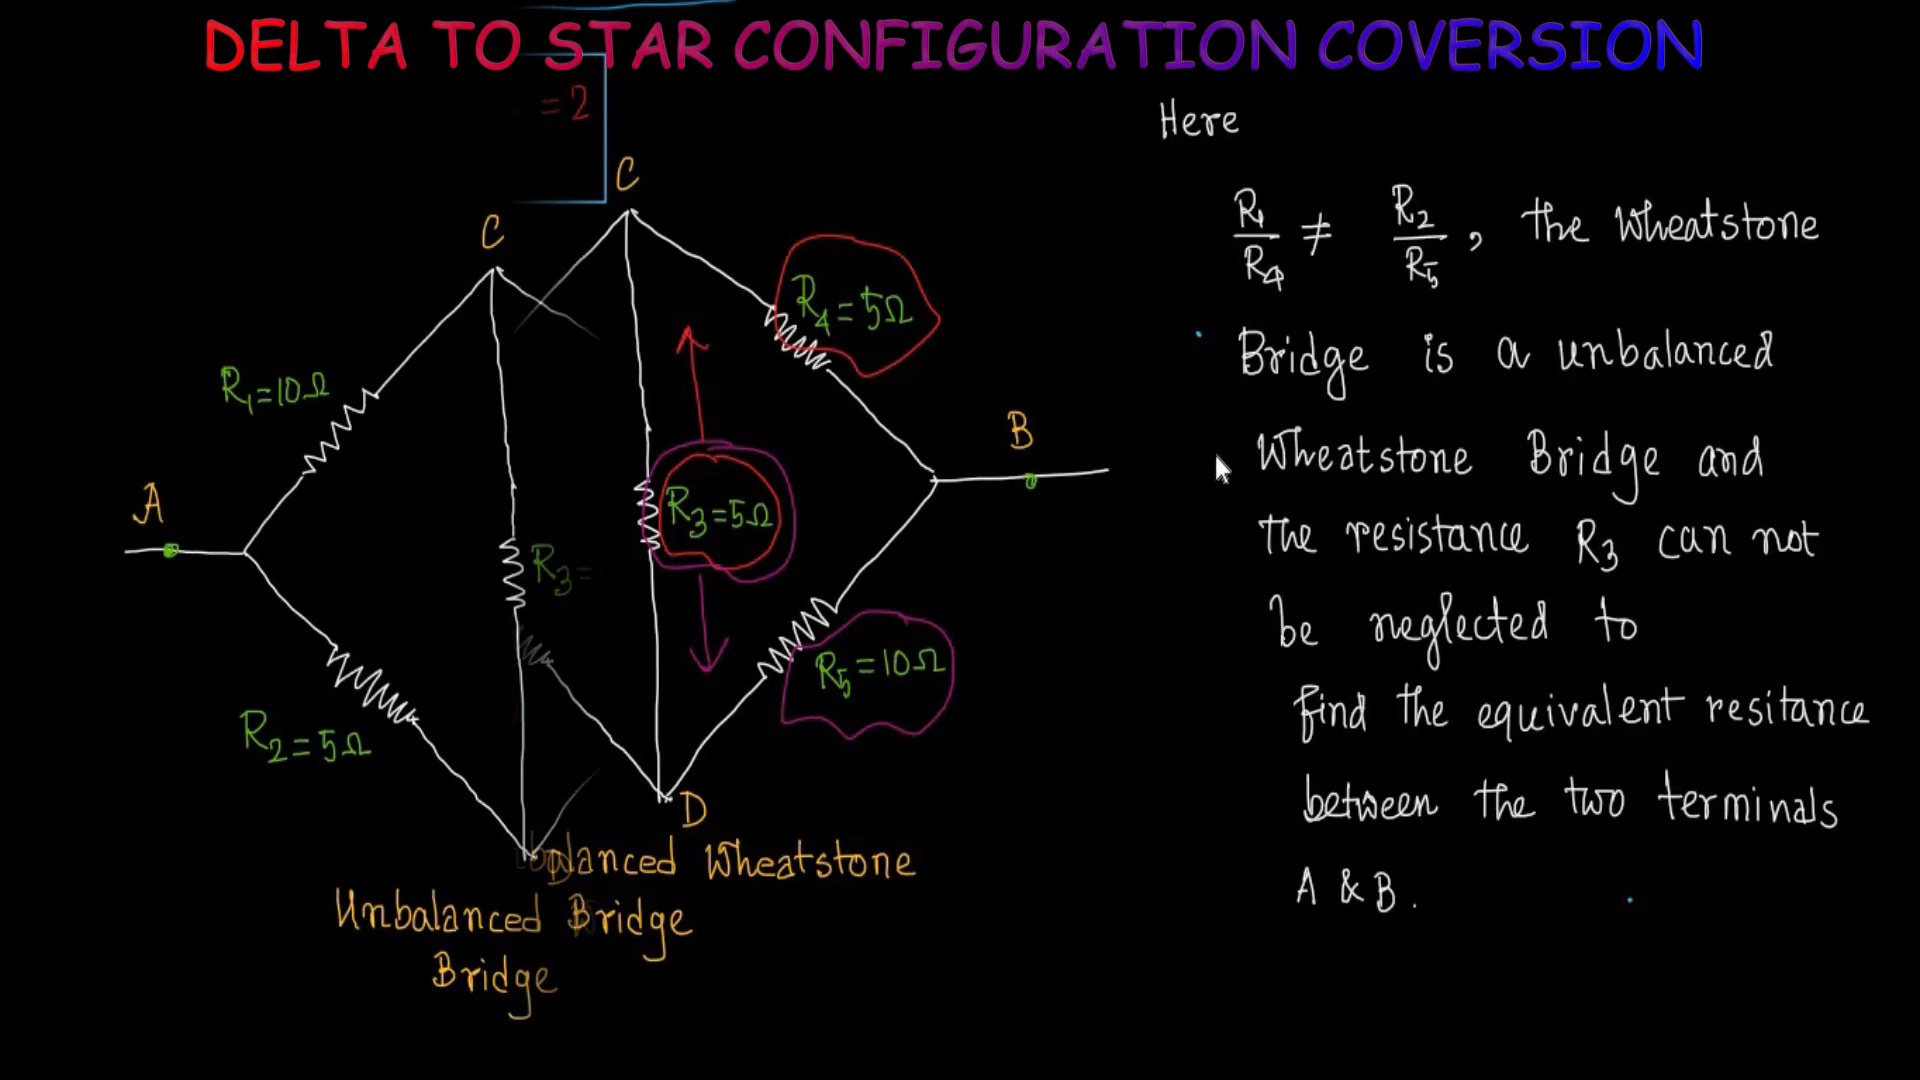 DELTA TO STAR CONFIGURATION COVERSION
= 2
Here
C
C
R1/R4 ≠ R2/R5, the Wheatstone
R4 = 5Ω
Bridge is a unbalanced
R1 = 10Ω
B
Wheatstone Bridge and
A
R3 = 5Ω
the resistance R3 can not
R3 =
be neglected to
R5 = 10Ω
find the equivalent resitance
R2 = 5Ω
between the two terminals
D
balanced Wheatstone
A & B.
Unbalanced Bridge
Bridge